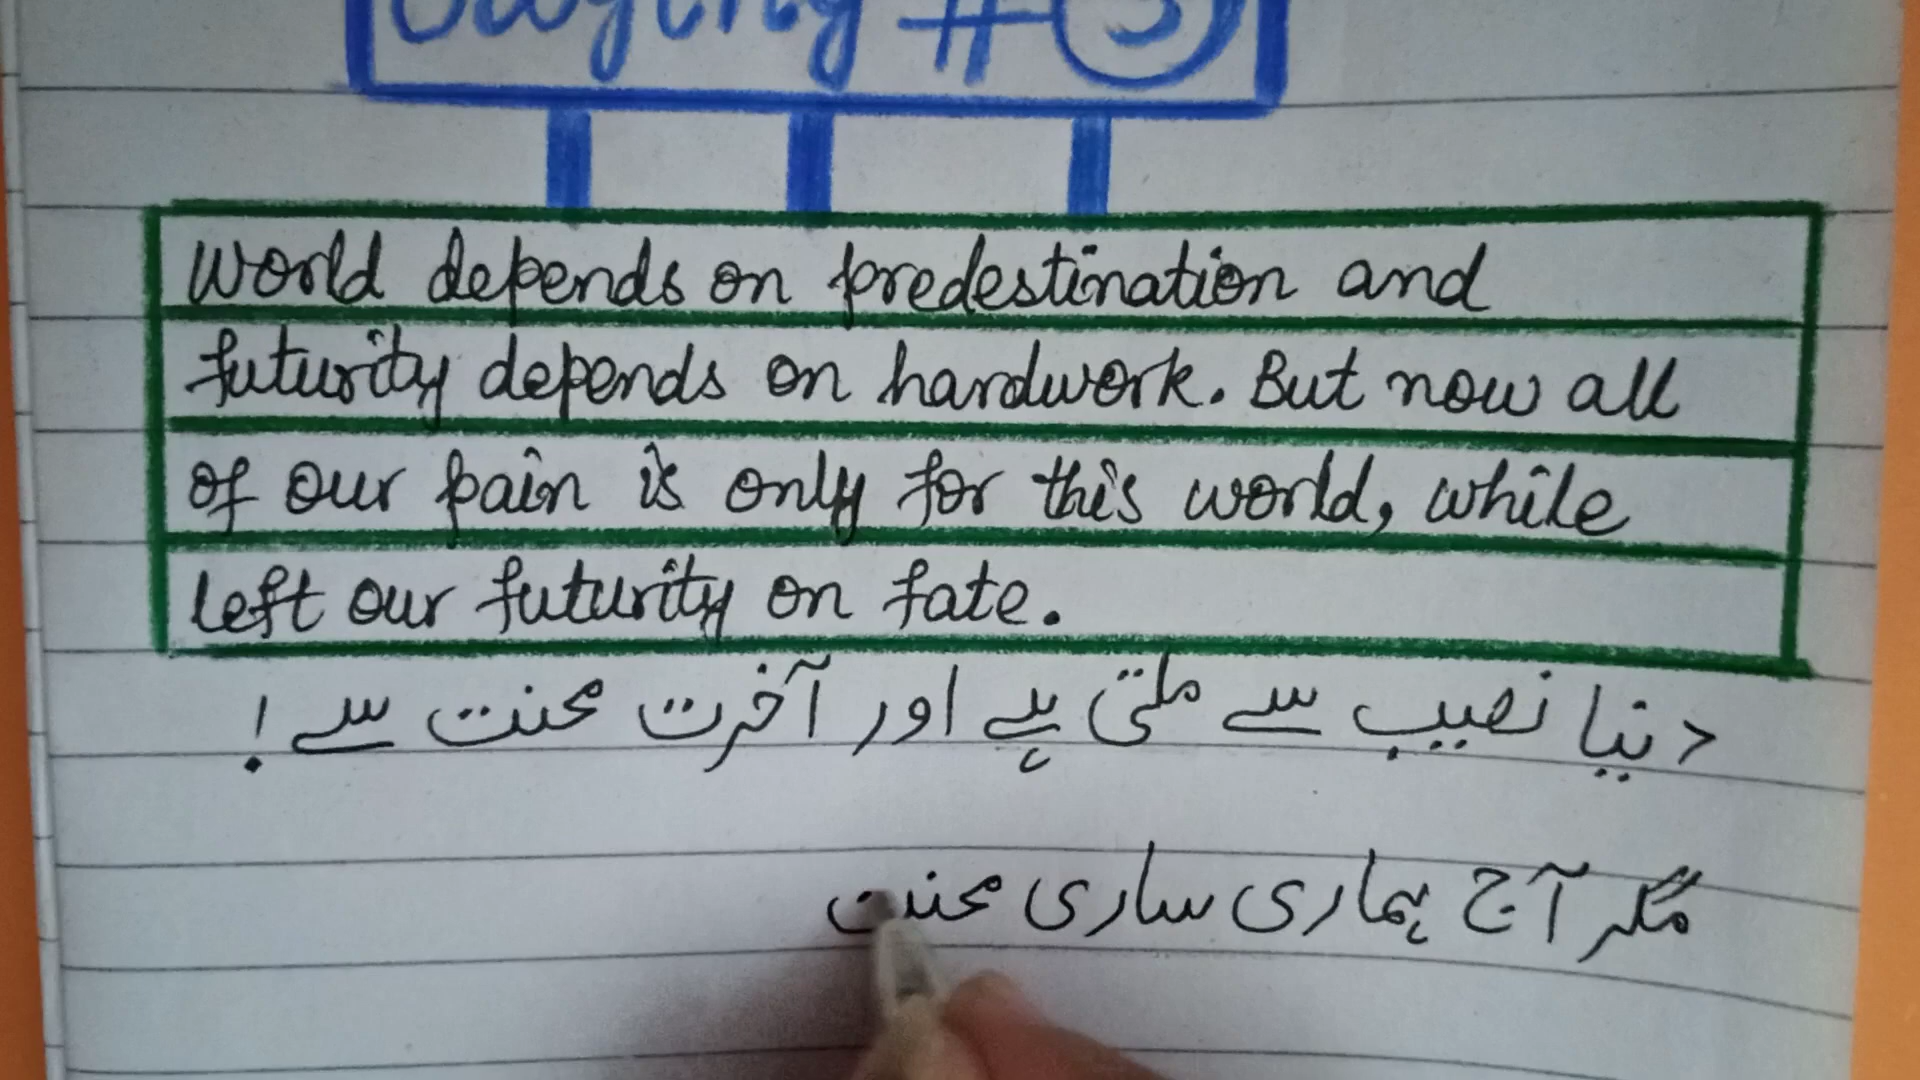 Saying # 3
World depends on predestination and
futurity depends on hardwork. But now all
of our pain is only for this world, while
left our futurity on fate.
دنیا نصیب سے ملتی ہے اور آخرت محنت سے!
مگر آج ہماری ساری محنت